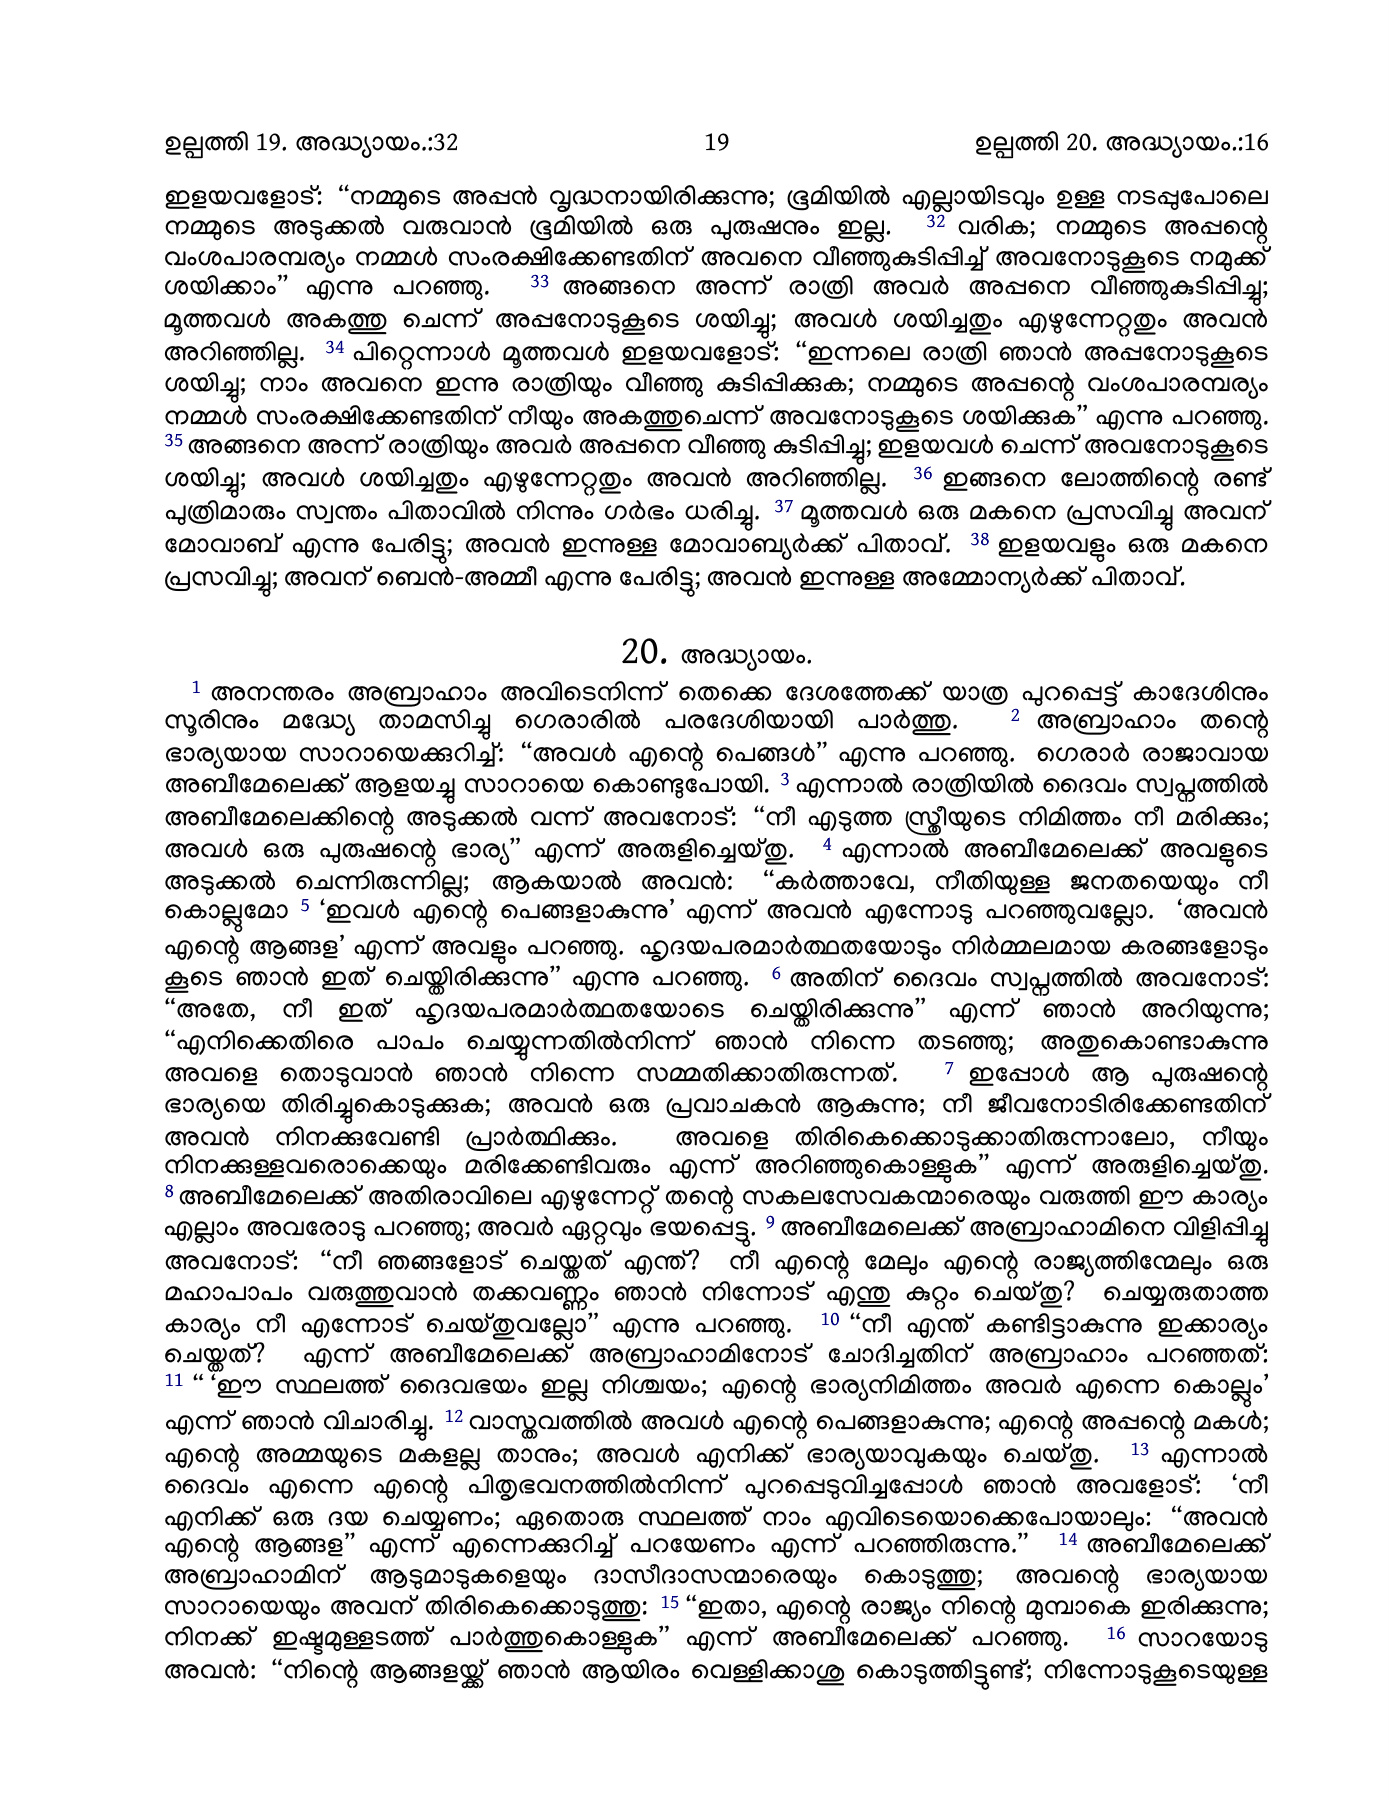 ഉല്പത്തി 19. അദ്ധ്യായം.:32 19 ഉല്പത്തി 20. അദ്ധ്യായം.:16
ഇളയവളോട്: “നമ്മുടെ അപ്പൻ വൃദ്ധനായിരിക്കുന്നു; ഭൂമിയിൽ എല്ലായിടവും ഉള്ള നടപ്പുപോലെ
നമ്മുടെ അടുക്കൽ വരുവാൻ ഭൂമിയിൽ ഒരു പുരുഷനും ഇല്ല. 32 വരിക; നമ്മുടെ അപ്പന്റെ
വംശപാരമ്പര്യം നമ്മൾ സംരക്ഷിക്കേണ്ടതിന് അവനെ വീഞ്ഞുകുടിപ്പിച്ച് അവനോടുകൂടെ നമുക്ക്
ശയിക്കാം” എന്നു പറഞ്ഞു. 33 അങ്ങനെ അന്ന് രാത്രി അവർ അപ്പനെ വീഞ്ഞുകുടിപ്പിച്ചു;
മൂത്തവൾ അകത്തു ചെന്ന് അപ്പനോടുകൂടെ ശയിച്ചു; അവൾ ശയിച്ചതും എഴുന്നേറ്റതും അവൻ
അറിഞ്ഞില്ല. 34 പിറ്റെന്നാൾ മൂത്തവൾ ഇളയവളോട്: “ഇന്നലെ രാത്രി ഞാൻ അപ്പനോടുകൂടെ
ശയിച്ചു; നാം അവനെ ഇന്നു രാത്രിയും വീഞ്ഞു കുടിപ്പിക്കുക; നമ്മുടെ അപ്പന്റെ വംശപാരമ്പര്യം
നമ്മൾ സംരക്ഷിക്കേണ്ടതിന് നീയും അകത്തുചെന്ന് അവനോടുകൂടെ ശയിക്കുക” എന്നു പറഞ്ഞു.
35 അങ്ങനെ അന്ന് രാത്രിയും അവർ അപ്പനെ വീഞ്ഞു കുടിപ്പിച്ചു; ഇളയവൾ ചെന്ന് അവനോടുകൂടെ
ശയിച്ചു; അവൾ ശയിച്ചതും എഴുന്നേറ്റതും അവൻ അറിഞ്ഞില്ല. 36 ഇങ്ങനെ ലോത്തിന്റെ രണ്ട്
പുത്രിമാരും സ്വന്തം പിതാവിൽ നിന്നും ഗർഭം ധരിച്ചു. 37 മൂത്തവൾ ഒരു മകനെ പ്രസവിച്ചു അവന്
മോവാബ് എന്നു പേരിട്ടു; അവൻ ഇന്നുള്ള മോവാബ്യർക്ക് പിതാവ്. 38 ഇളയവളും ഒരു മകനെ
പ്രസവിച്ചു; അവന് ബെൻ-അമ്മീ എന്നു പേരിട്ടു; അവൻ ഇന്നുള്ള അമ്മോന്യർക്ക് പിതാവ്.
20. അദ്ധ്യായം.
1 അനന്തരം അബ്രാഹാം അവിടെനിന്ന് തെക്കെ ദേശത്തേക്ക് യാത്ര പുറപ്പെട്ട് കാദേശിനും
സൂരിനും മദ്ധ്യേ താമസിച്ചു ഗെരാരിൽ പരദേശിയായി പാർത്തു. 2 അബ്രാഹാം തന്റെ
ഭാര്യയായ സാറായെക്കുറിച്ച്: “അവൾ എന്റെ പെങ്ങൾ” എന്നു പറഞ്ഞു. ഗെരാർ രാജാവായ
അബീമേലെക്ക് ആളയച്ചു സാറായെ കൊണ്ടുപോയി. 3 എന്നാൽ രാത്രിയിൽ ദൈവം സ്വപ്നത്തിൽ
അബീമേലെക്കിന്റെ അടുക്കൽ വന്ന് അവനോട്: “നീ എടുത്ത സ്ത്രീയുടെ നിമിത്തം നീ മരിക്കും;
അവൾ ഒരു പുരുഷന്റെ ഭാര്യ” എന്ന് അരുളിച്ചെയ്തു. 4 എന്നാൽ അബീമേലെക്ക് അവളുടെ
അടുക്കൽ ചെന്നിരുന്നില്ല; ആകയാൽ അവൻ: “കർത്താവേ, നീതിയുള്ള ജനതയെയും നീ
കൊല്ലുമോ 5 ‘ഇവൾ എന്റെ പെങ്ങളാകുന്നു’ എന്ന് അവൻ എന്നോടു പറഞ്ഞുവല്ലോ. ‘അവൻ
എന്റെ ആങ്ങള’ എന്ന് അവളും പറഞ്ഞു. ഹൃദയപരമാർത്ഥതയോടും നിർമ്മലമായ കരങ്ങളോടും
കൂടെ ഞാൻ ഇത് ചെയ്തിരിക്കുന്നു” എന്നു പറഞ്ഞു. 6 അതിന് ദൈവം സ്വപ്നത്തിൽ അവനോട്:
“അതേ, നീ ഇത് ഹൃദയപരമാർത്ഥതയോടെ ചെയ്തിരിക്കുന്നു” എന്ന് ഞാൻ അറിയുന്നു;
“എനിക്കെതിരെ പാപം ചെയ്യുന്നതിൽനിന്ന് ഞാൻ നിന്നെ തടഞ്ഞു; അതുകൊണ്ടാകുന്നു
അവളെ തൊടുവാൻ ഞാൻ നിന്നെ സമ്മതിക്കാതിരുന്നത്. 7 ഇപ്പോൾ ആ പുരുഷന്റെ
ഭാര്യയെ തിരിച്ചുകൊടുക്കുക; അവൻ ഒരു പ്രവാചകൻ ആകുന്നു; നീ ജീവനോടിരിക്കേണ്ടതിന്
അവൻ നിനക്കുവേണ്ടി പ്രാർത്ഥിക്കും. അവളെ തിരികെക്കൊടുക്കാതിരുന്നാലോ, നീയും
നിനക്കുള്ളവരൊക്കെയും മരിക്കേണ്ടിവരും എന്ന് അറിഞ്ഞുകൊള്ളുക” എന്ന് അരുളിച്ചെയ്തു.
8 അബീമേലെക്ക് അതിരാവിലെ എഴുന്നേറ്റ് തന്റെ സകലസേവകന്മാരെയും വരുത്തി ഈ കാര്യം
എല്ലാം അവരോടു പറഞ്ഞു; അവർ ഏറ്റവും ഭയപ്പെട്ടു. 9 അബീമേലെക്ക് അബ്രാഹാമിനെ വിളിപ്പിച്ചു
അവനോട്: “നീ ഞങ്ങളോട് ചെയ്തത് എന്ത്? നീ എന്റെ മേലും എന്റെ രാജ്യത്തിന്മേലും ഒരു
മഹാപാപം വരുത്തുവാൻ തക്കവണ്ണം ഞാൻ നിന്നോട് എന്തു കുറ്റം ചെയ്തു? ചെയ്യരുതാത്ത
കാര്യം നീ എന്നോട് ചെയ്തുവല്ലോ” എന്നു പറഞ്ഞു. 10 “നീ എന്ത് കണ്ടിട്ടാകുന്നു ഇക്കാര്യം
ചെയ്തത്? എന്ന് അബീമേലെക്ക് അബ്രാഹാമിനോട് ചോദിച്ചതിന് അബ്രാഹാം പറഞ്ഞത്:
11 “ ‘ഈ സ്ഥലത്ത് ദൈവഭയം ഇല്ല നിശ്ചയം; എന്റെ ഭാര്യനിമിത്തം അവർ എന്നെ കൊല്ലും’
എന്ന് ഞാൻ വിചാരിച്ചു. 12 വാസ്തവത്തിൽ അവൾ എന്റെ പെങ്ങളാകുന്നു; എന്റെ അപ്പന്റെ മകൾ;
എന്റെ അമ്മയുടെ മകളല്ല താനും; അവൾ എനിക്ക് ഭാര്യയാവുകയും ചെയ്തു. 13 എന്നാൽ
ദൈവം എന്നെ എന്റെ പിതൃഭവനത്തിൽനിന്ന് പുറപ്പെടുവിച്ചപ്പോൾ ഞാൻ അവളോട്: ‘നീ
എനിക്ക് ഒരു ദയ ചെയ്യണം; ഏതൊരു സ്ഥലത്ത് നാം എവിടെയൊക്കെപോയാലും: “അവൻ
എന്റെ ആങ്ങള” എന്ന് എന്നെക്കുറിച്ച് പറയേണം എന്ന് പറഞ്ഞിരുന്നു.” 14 അബീമേലെക്ക്
അബ്രാഹാമിന് ആടുമാടുകളെയും ദാസീദാസന്മാരെയും കൊടുത്തു; അവന്റെ ഭാര്യയായ
സാറായെയും അവന് തിരികെക്കൊടുത്തു: 15 “ഇതാ, എന്റെ രാജ്യം നിന്റെ മുമ്പാകെ ഇരിക്കുന്നു;
നിനക്ക് ഇഷ്ടമുള്ളടത്ത് പാർത്തുകൊള്ളുക” എന്ന് അബീമേലെക്ക് പറഞ്ഞു. 16 സാറയോടു
അവൻ: “നിന്റെ ആങ്ങളയ്ക്ക് ഞാൻ ആയിരം വെള്ളിക്കാശു കൊടുത്തിട്ടുണ്ട്; നിന്നോടുകൂടെയുള്ള